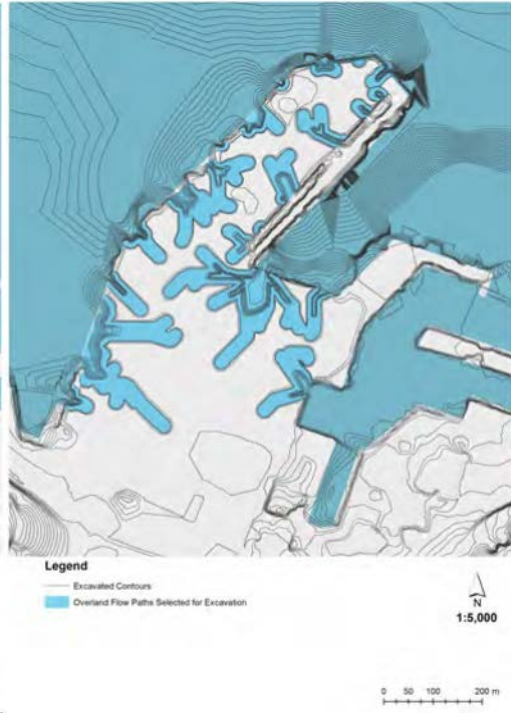 Legend
Excavated Contours
Overland Flow Paths Selected for Excavation
N
1:5,000
0 50 100 200 m